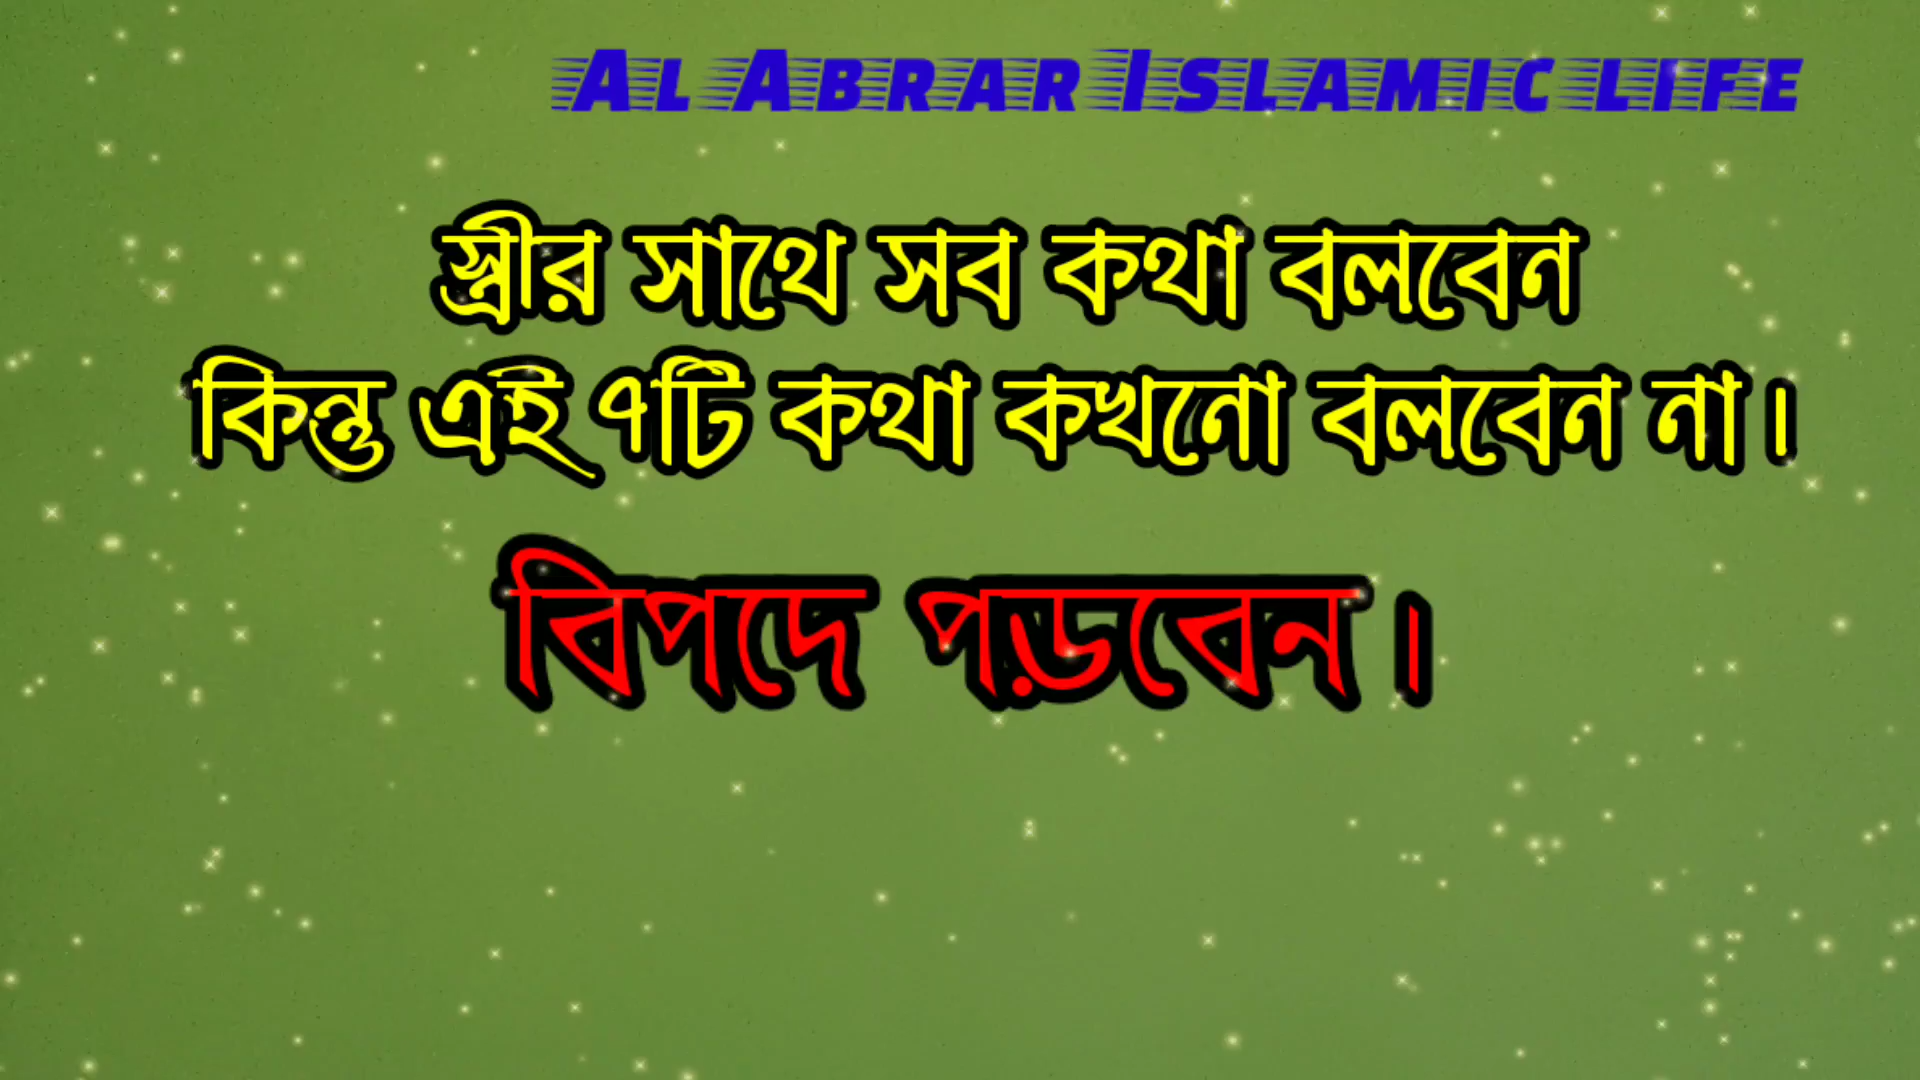 Al Abrar Islamic life
স্ত্রীর সাথে সব কথা বলবেন
কিন্তু এই ৭টি কথা কখনো বলবেন না।
বিপদে পড়বেন।